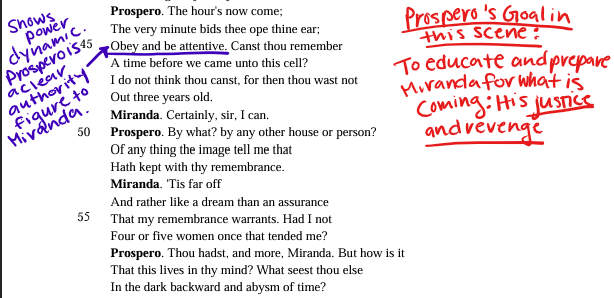 Prospero. The hour's now come;
The very minute bids thee ope thine ear;
45 Obey and be attentive. Canst thou remember
A time before we came unto this cell?
I do not think thou canst, for then thou wast not
Out three years old.
Miranda. Certainly, sir, I can.
50 Prospero. By what? by any other house or person?
Of any thing the image tell me that
Hath kept with thy remembrance.
Miranda. 'Tis far off
And rather like a dream than an assurance
55 That my remembrance warrants. Had I not
Four or five women once that tended me?
Prospero. Thou hadst, and more, Miranda. But how is it
That this lives in thy mind? What seest thou else
In the dark backward and abysm of time?
Shows
power
dynamic.
Prospero is
a clear
authority
figure to
Miranda.
Prospero's Goal in
this scene:
To educate and prepare
Miranda for what is
coming: His justice
and revenge